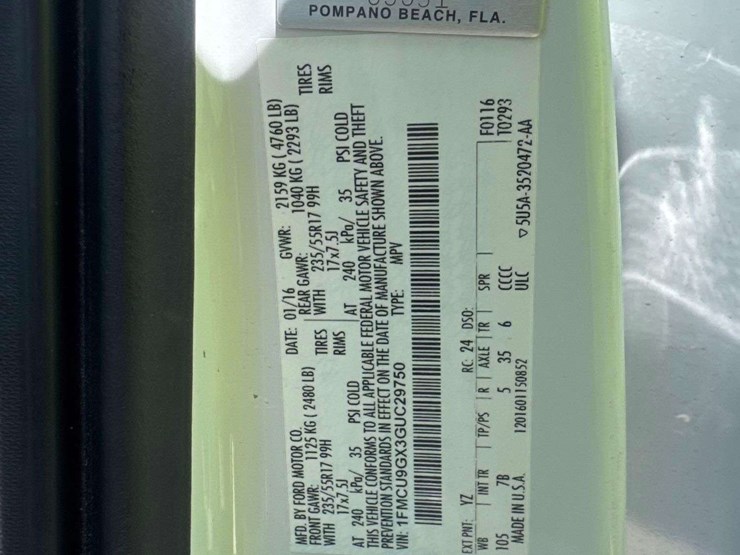 POMPANO BEACH, FLA.
MFD. BY FORD MOTOR CO. DATE: 01/16 GVWR: 2159 KG ( 4760 LB)
FRONT GAWR: 1125 KG ( 2480 LB) REAR GAWR: 1040 KG ( 2293 LB)
WITH 235/55R17 99H TIRES WITH 235/55R17 99H TIRES
17x7.5J RIMS 17x7.5J RIMS
AT 240 kPa/ 35 PSI COLD AT 240 kPa/ 35 PSI COLD
THIS VEHICLE CONFORMS TO ALL APPLICABLE FEDERAL MOTOR VEHICLE SAFETY AND THEFT
PREVENTION STANDARDS IN EFFECT ON THE DATE OF MANUFACTURE SHOWN ABOVE.
VIN: 1FMCU9GX3GUC29750 TYPE: MPV
EXT PNT: YZ RC: 24 DSO: F0116
WB INT TR TP/PS R AXLE TR SPR T0293
105 7B 5 35 6 CCCC
MADE IN U.S.A. 1201601150852 ULC ▽ 5U5A-3520472-AA